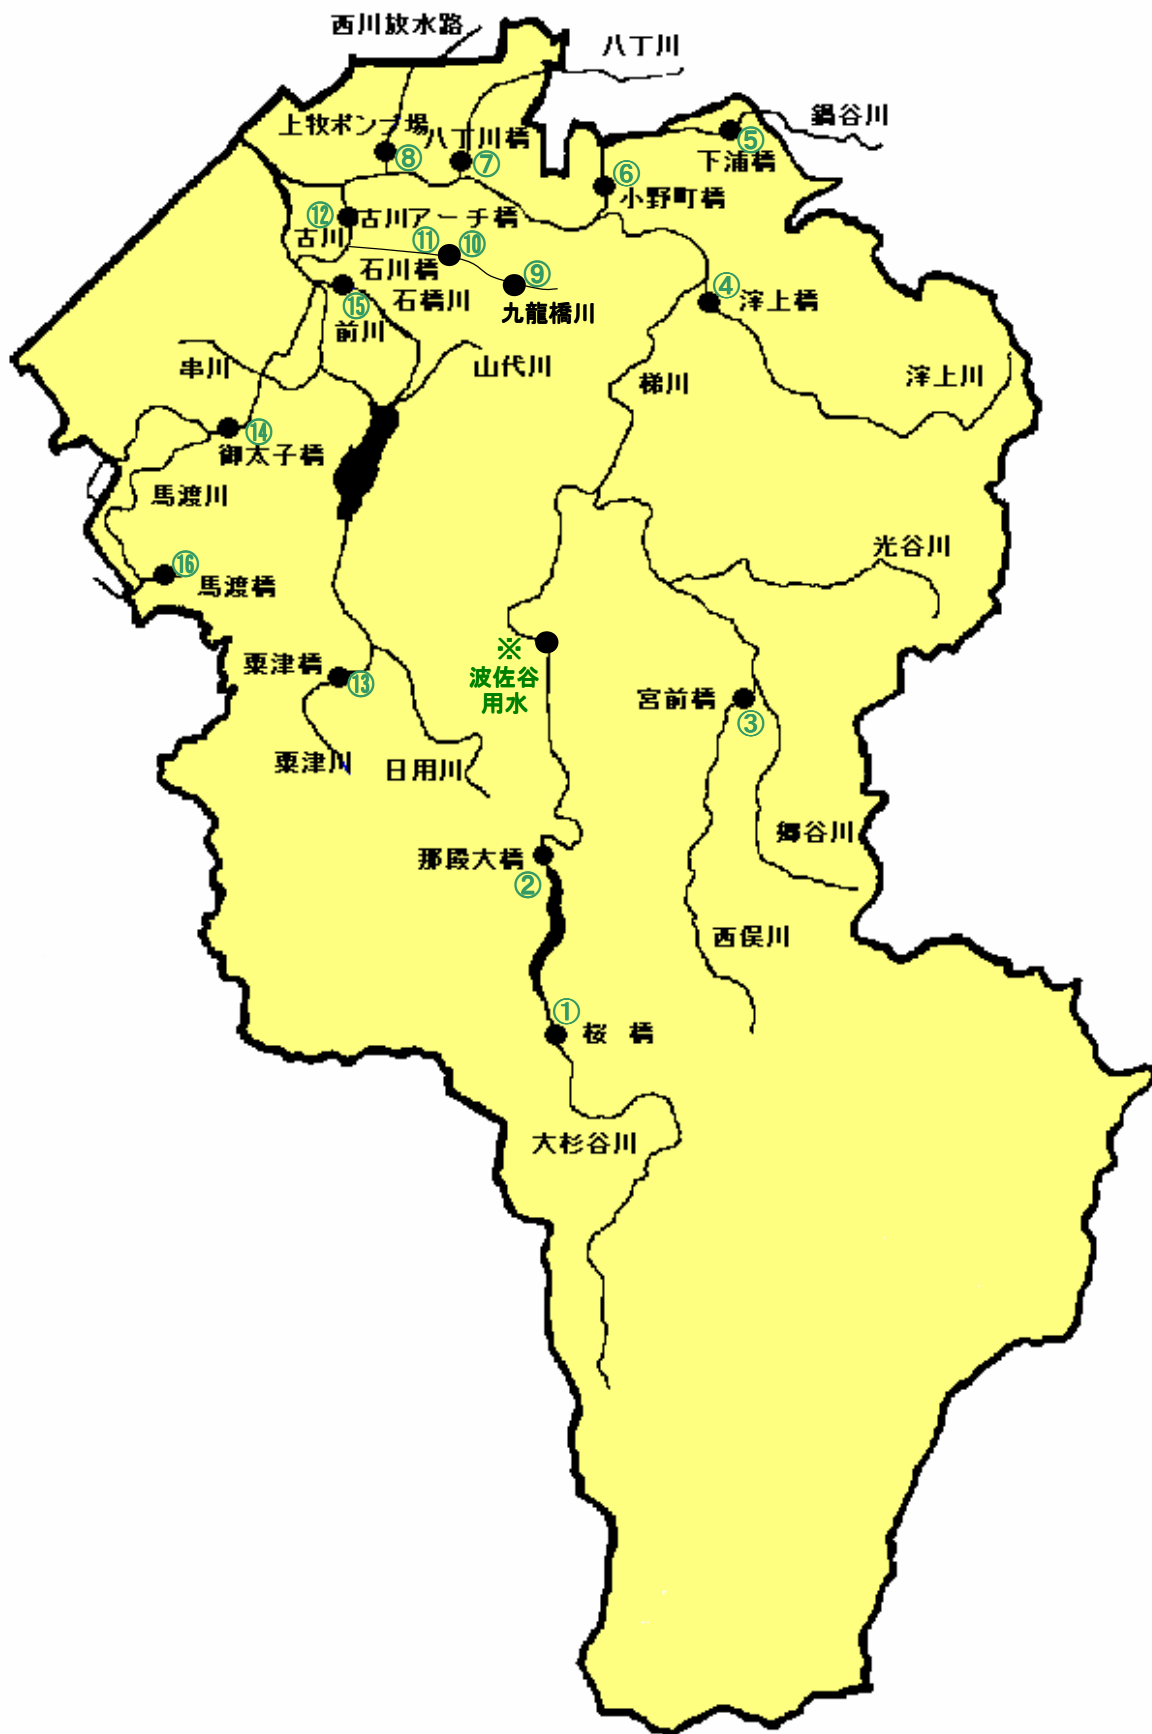 西川放水路
八丁川
鍋谷川
上牧ポンプ場
八丁川橋
⑧
⑦
⑤
下浦橋
⑥
小野町橋
⑫
古川アーチ橋
古川
⑪
⑩
石川橋
⑨
④
滓上橋
⑮
石橋川
九龍橋川
前川
串川
山代川
梯川
滓上川
⑭
御太子橋
馬渡川
光谷川
⑯
馬渡橋
※
波佐谷
用水
粟津橋
⑬
宮前橋
③
粟津川
日用川
郷谷川
那殿大橋
②
西俣川
①
桜 橋
大杉谷川